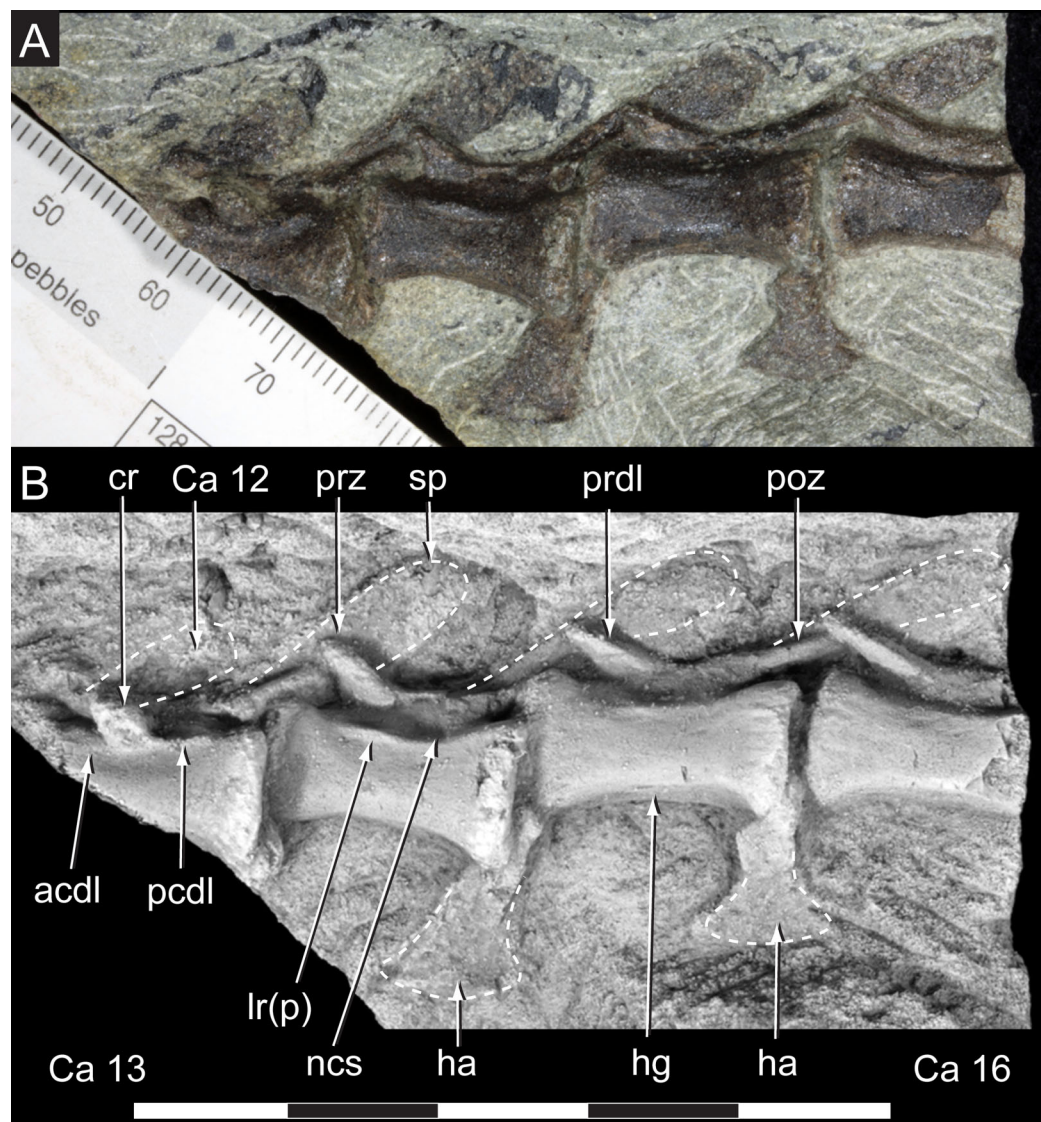 A
50
60
70
pebbles
128
B
cr Ca 12 prz sp prdl poz
acdl pcdl
lr(p)
ncs ha hg ha
Ca 13 Ca 16